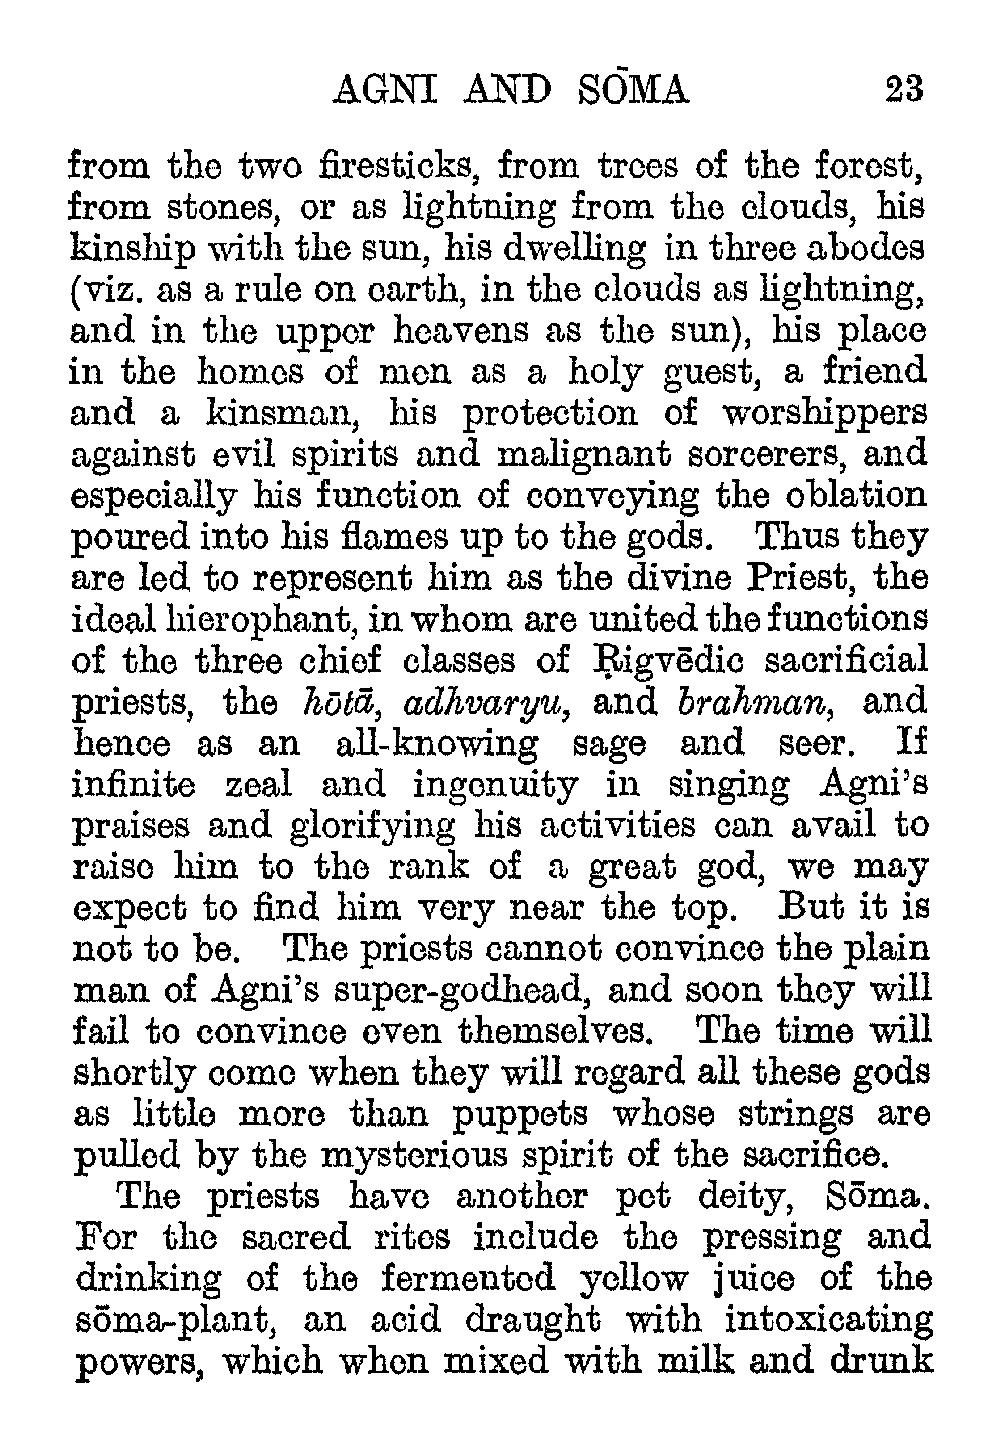 AGNI AND SŌMA 23
from the two firesticks, from trees of the forest,
from stones, or as lightning from the clouds, his
kinship with the sun, his dwelling in three abodes
(viz. as a rule on earth, in the clouds as lightning,
and in the upper heavens as the sun), his place
in the homes of men as a holy guest, a friend
and a kinsman, his protection of worshippers
against evil spirits and malignant sorcerers, and
especially his function of conveying the oblation
poured into his flames up to the gods. Thus they
are led to represent him as the divine Priest, the
ideal hierophant, in whom are united the functions
of the three chief classes of Ṛigvēdic sacrificial
priests, the hōtā, adhvaryu, and brahman, and
hence as an all-knowing sage and seer. If
infinite zeal and ingenuity in singing Agni's
praises and glorifying his activities can avail to
raise him to the rank of a great god, we may
expect to find him very near the top. But it is
not to be. The priests cannot convince the plain
man of Agni's super-godhead, and soon they will
fail to convince even themselves. The time will
shortly come when they will regard all these gods
as little more than puppets whose strings are
pulled by the mysterious spirit of the sacrifice.
The priests have another pet deity, Sōma.
For the sacred rites include the pressing and
drinking of the fermented yellow juice of the
sōma-plant, an acid draught with intoxicating
powers, which when mixed with milk and drunk